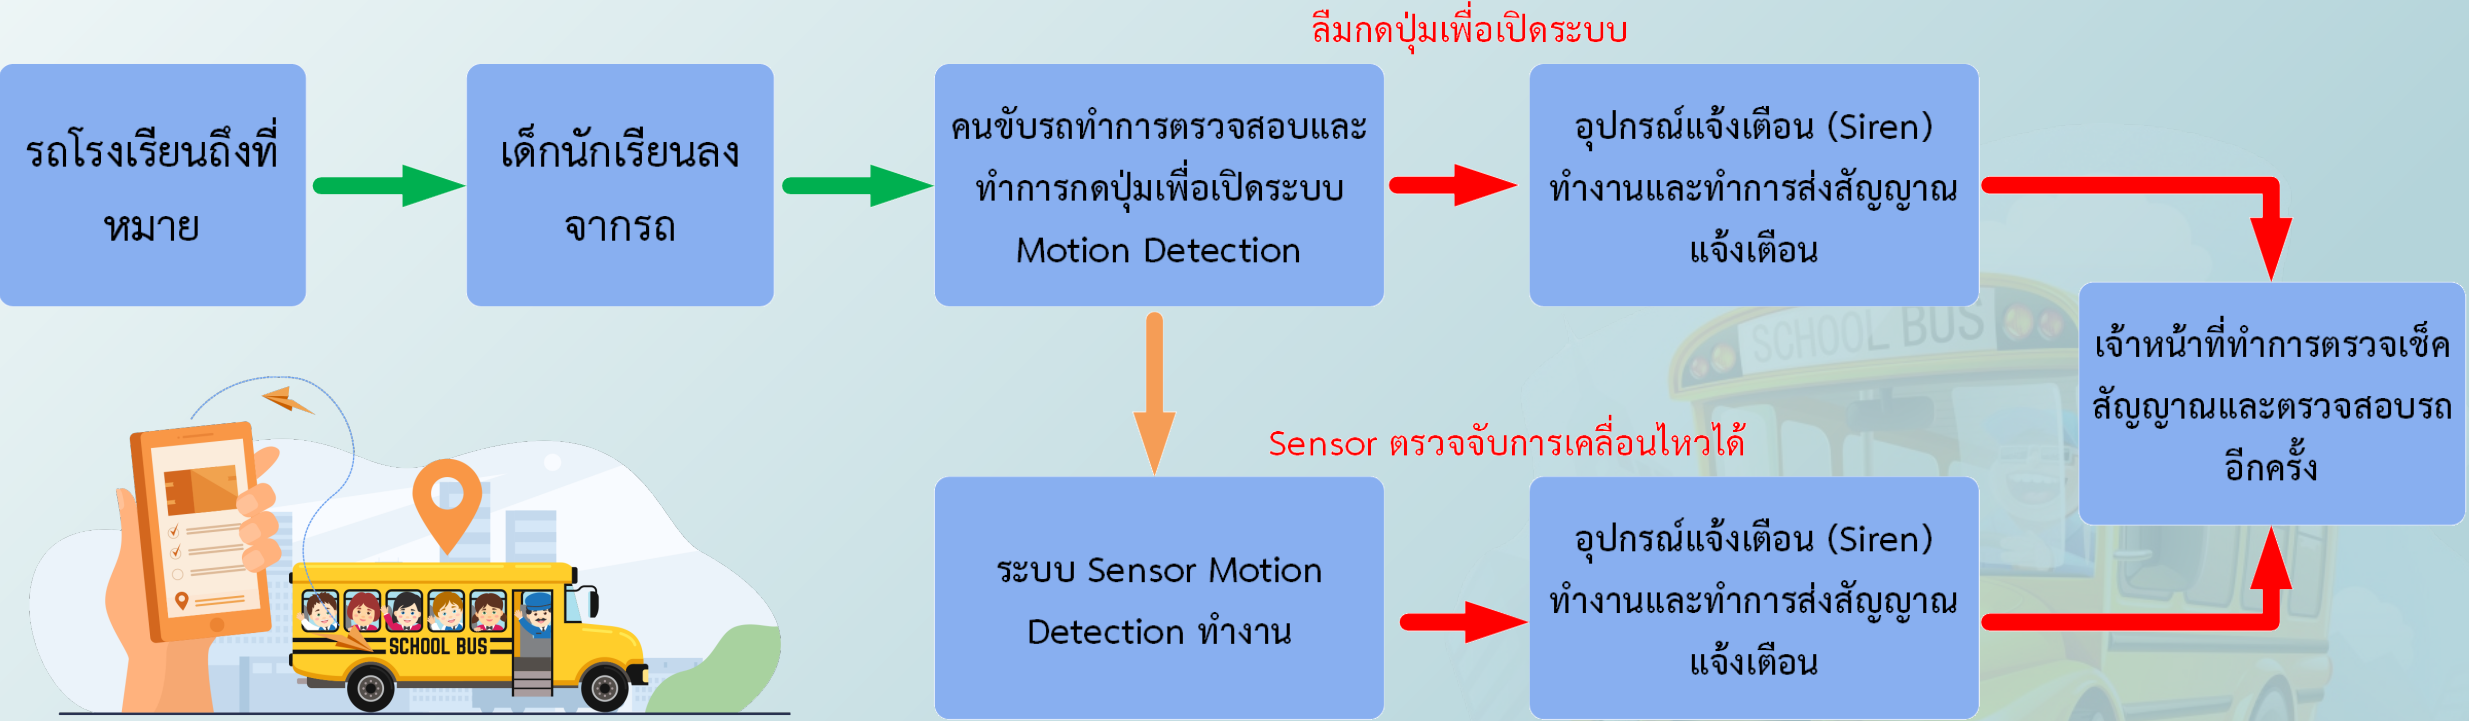 ลืมกดปุ่มเพื่อเปิดระบบ
รถโรงเรียนถึงที่
หมาย
เด็กนักเรียนลง
จากรถ
คนขับรถทำการตรวจสอบและ
ทำการกดปุ่มเพื่อเปิดระบบ
Motion Detection
อุปกรณ์แจ้งเตือน (Siren)
ทำงานและทำการส่งสัญญาณ
แจ้งเตือน
เจ้าหน้าที่ทำการตรวจเช็ค
สัญญาณและตรวจสอบรถ
อีกครั้ง
Sensor ตรวจจับการเคลื่อนไหวได้
ระบบ Sensor Motion
Detection ทำงาน
อุปกรณ์แจ้งเตือน (Siren)
ทำงานและทำการส่งสัญญาณ
แจ้งเตือน
SCHOOL BUS
SCHOOL BUS